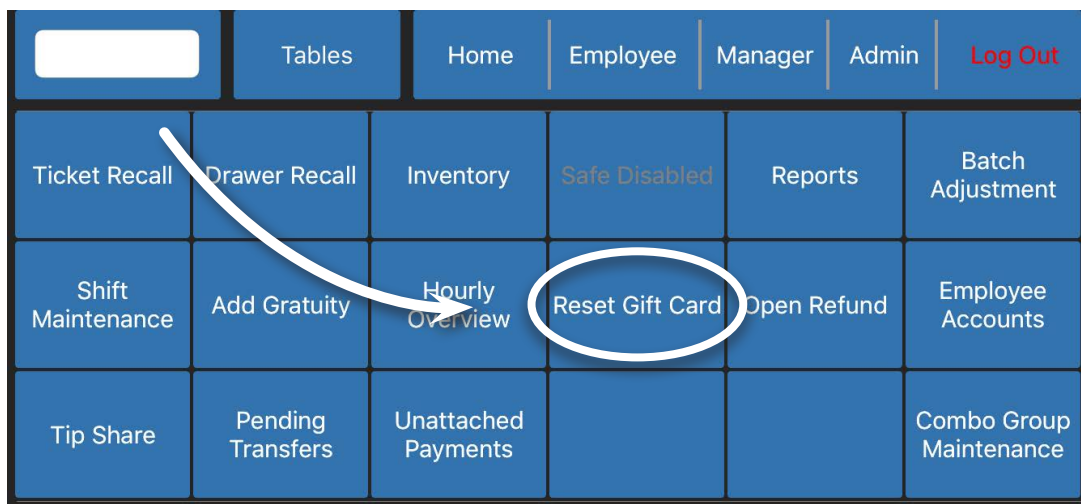 Tables
Home
Employee
Manager
Admin
Log Out
Ticket Recall
Drawer Recall
Inventory
Safe Disabled
Reports
Batch
Adjustment
Shift
Maintenance
Add Gratuity
Hourly
Overview
Reset Gift Card
Open Refund
Employee
Accounts
Tip Share
Pending
Transfers
Unattached
Payments
Combo Group
Maintenance